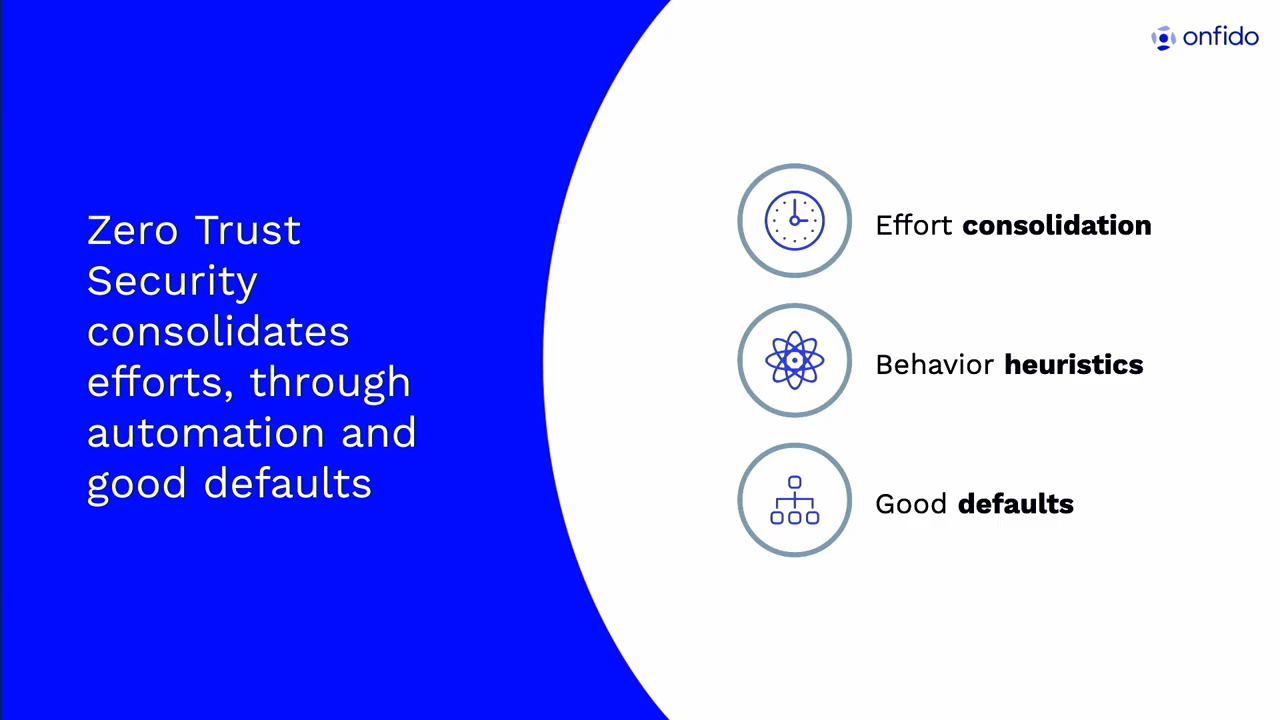 onfido
Zero Trust
Security
consolidates
efforts, through
automation and
good defaults
Effort consolidation
Behavior heuristics
Good defaults